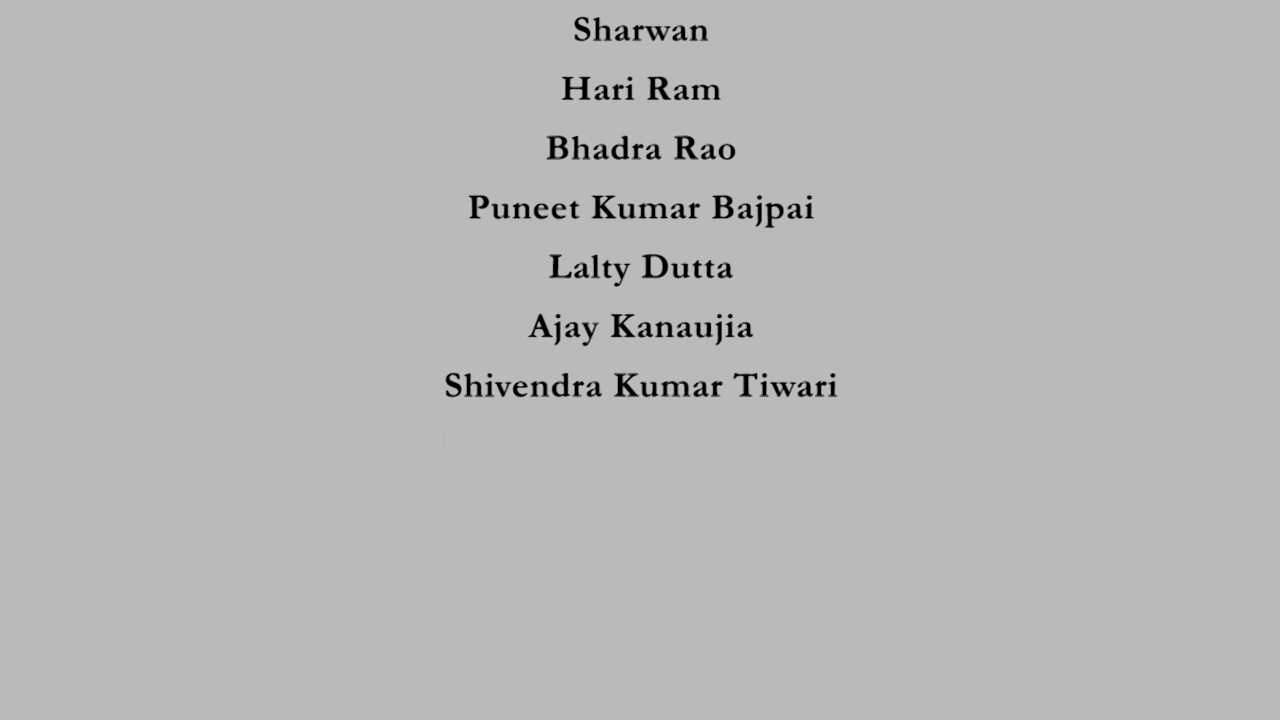 Sharwan
Hari Ram
Bhadra Rao
Puneet Kumar Bajpai
Lalty Dutta
Ajay Kanaujia
Shivendra Kumar Tiwari